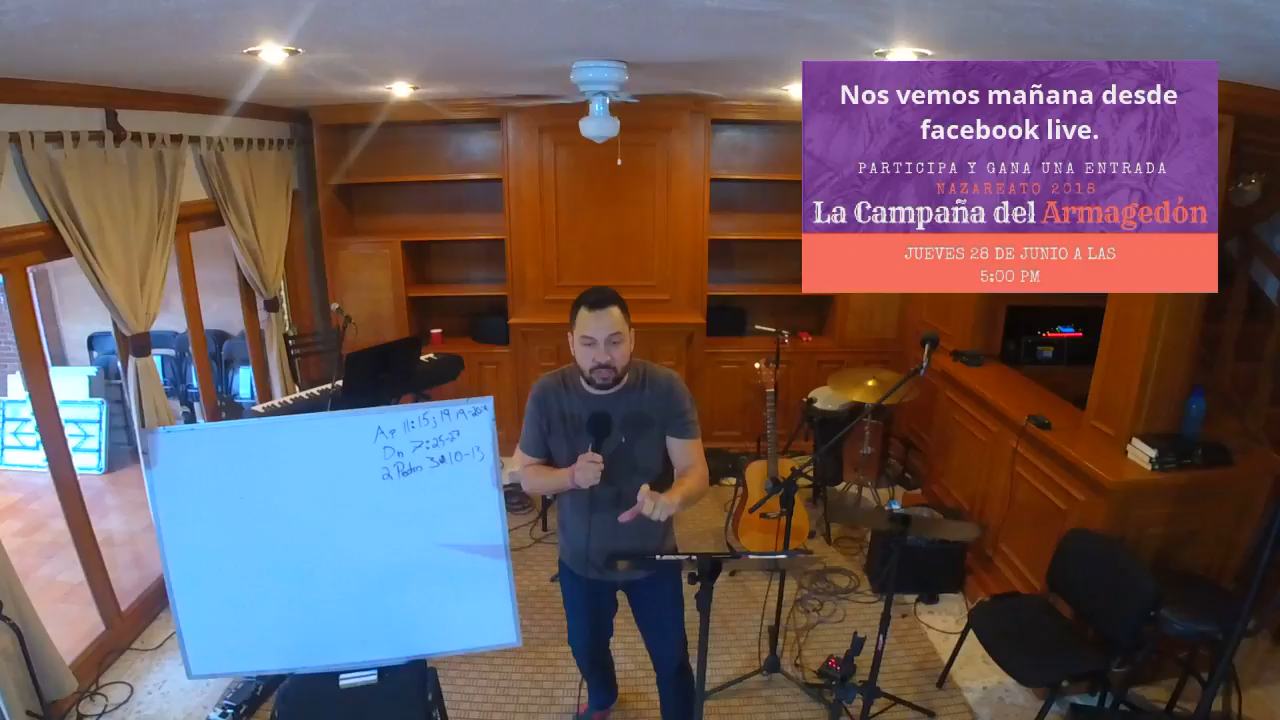 Nos vemos mañana desde
facebook live.
PARTICIPA Y GANA UNA ENTRADA
NAZAREATO 2018
La Campaña del Armagedón
JUEVES 28 DE JUNIO A LAS
5:00 PM
Ap 11:15; 19
Dn 7:25-27
2 Pedro 3:10-13